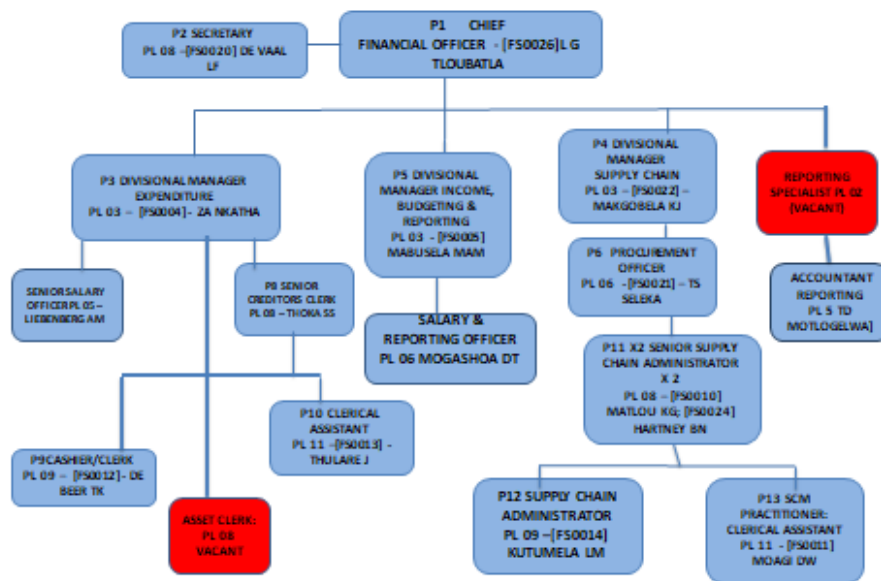 P1 CHIEF
FINANCIAL OFFICER - [FS0026]L G
TLOUBATLA
P2 SECRETARY
PL 08 -[FS0020] DE VAAL
LF
P3 DIVISIONAL MANAGER
EXPENDITURE
PL 03 – [FS0004] - ZA NKATHA
P5 DIVISIONAL
MANAGER INCOME,
BUDGETING &
REPORTING
PL 03 - [FS0005]
MABUSELA MAM
P4 DIVISIONAL
MANAGER
SUPPLY CHAIN
PL 03 – [FS0022] –
MAKGOBELA KJ
REPORTING
SPECIALIST PL 02
(VACANT)
SENIOR SALARY
OFFICER PL 05 –
LIEBENBERG AM
P8 SENIOR
CREDITORS CLERK
PL 08 – THOKA SS
SALARY &
REPORTING OFFICER
PL 06 MOGASHOA DT
P6 PROCUREMENT
OFFICER
PL 06 -[FS0021] – TS
SELEKA
ACCOUNTANT
REPORTING
PL 5 TD
MOTLOGELWA]
P11 X2 SENIOR SUPPLY
CHAIN ADMINISTRATOR
X 2
PL 08 – [FS0010]
MATLOU KG; [FS0024]
HARTNEY BN
P9CASHIER/CLERK
PL 09 – [FS0012] - DE
BEER TK
P10 CLERICAL
ASSISTANT
PL 11 –[FS0013] -
THULARE J
ASSET CLERK:
PL 08
VACANT
P12 SUPPLY CHAIN
ADMINISTRATOR
PL 09 –[FS0014]
KUTUMELA LM
P13 SCM
PRACTITIONER:
CLERICAL ASSISTANT
PL 11 - [FS0011]
MOAGI DW